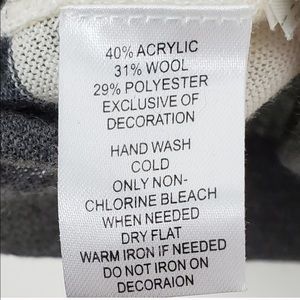 40% ACRYLIC
31% WOOL
29% POLYESTER
EXCLUSIVE OF
DECORATION
HAND WASH
COLD
ONLY NON-
CHLORINE BLEACH
WHEN NEEDED
DRY FLAT
WARM IRON IF NEEDED
DO NOT IRON ON
DECORAION